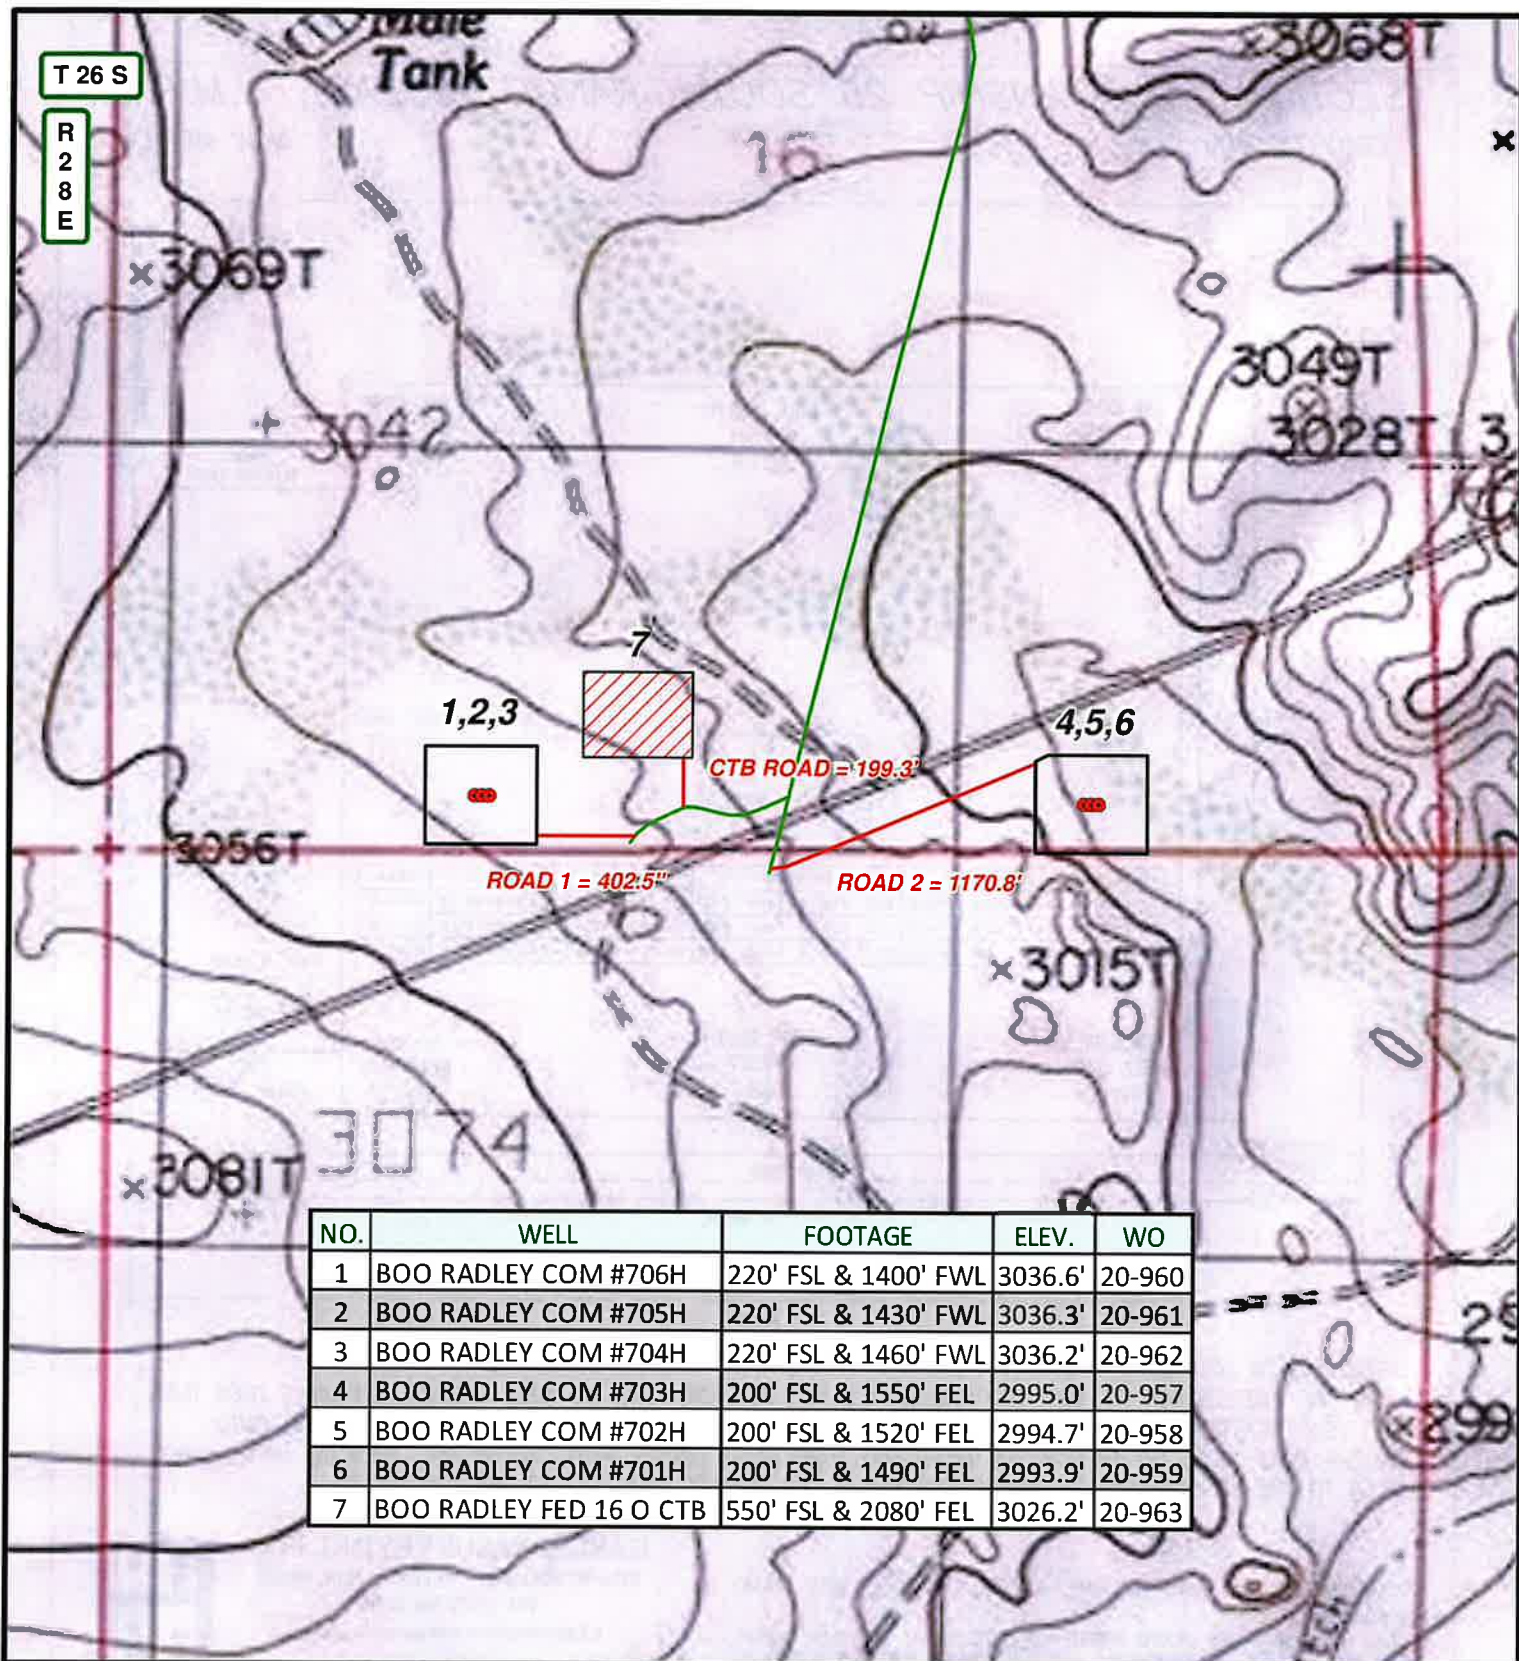 Tank
T 26 S
R
2
8
E
3068T
16
3069T
3049T
3042
3028T
7
1,2,3
4,5,6
CTB ROAD = 199.3'
3056T
ROAD 1 = 402.5"
ROAD 2 = 1170.8'
3015T
3074
3081T
NO. WELL FOOTAGE ELEV. WO
1 BOO RADLEY COM #706H 220' FSL & 1400' FWL 3036.6' 20-960
2 BOO RADLEY COM #705H 220' FSL & 1430' FWL 3036.3' 20-961
3 BOO RADLEY COM #704H 220' FSL & 1460' FWL 3036.2' 20-962
4 BOO RADLEY COM #703H 200' FSL & 1550' FEL 2995.0' 20-957
5 BOO RADLEY COM #702H 200' FSL & 1520' FEL 2994.7' 20-958
6 BOO RADLEY COM #701H 200' FSL & 1490' FEL 2993.9' 20-959
7 BOO RADLEY FED 16 O CTB 550' FSL & 2080' FEL 3026.2' 20-963